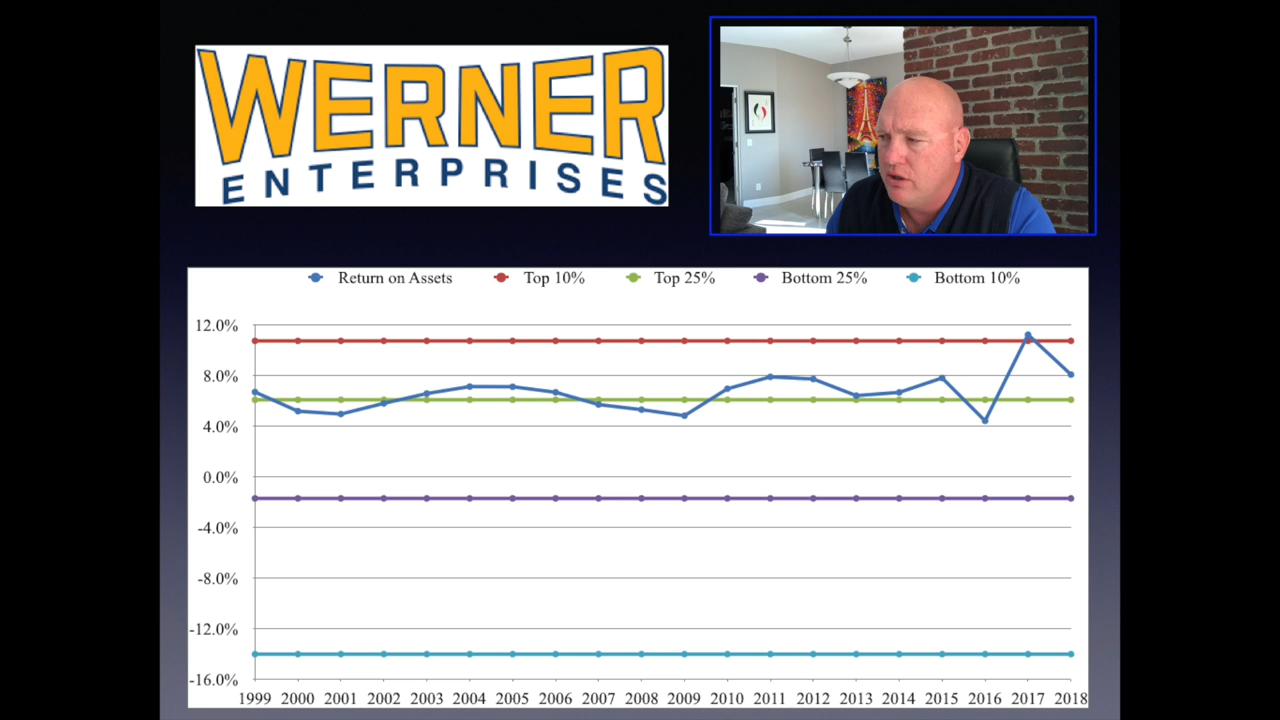 WERNER
ENTERPRISES
Return on Assets Top 10% Top 25% Bottom 25% Bottom 10%
12.0%
8.0%
4.0%
0.0%
-4.0%
-8.0%
-12.0%
-16.0%
1999 2000 2001 2002 2003 2004 2005 2006 2007 2008 2009 2010 2011 2012 2013 2014 2015 2016 2017 2018